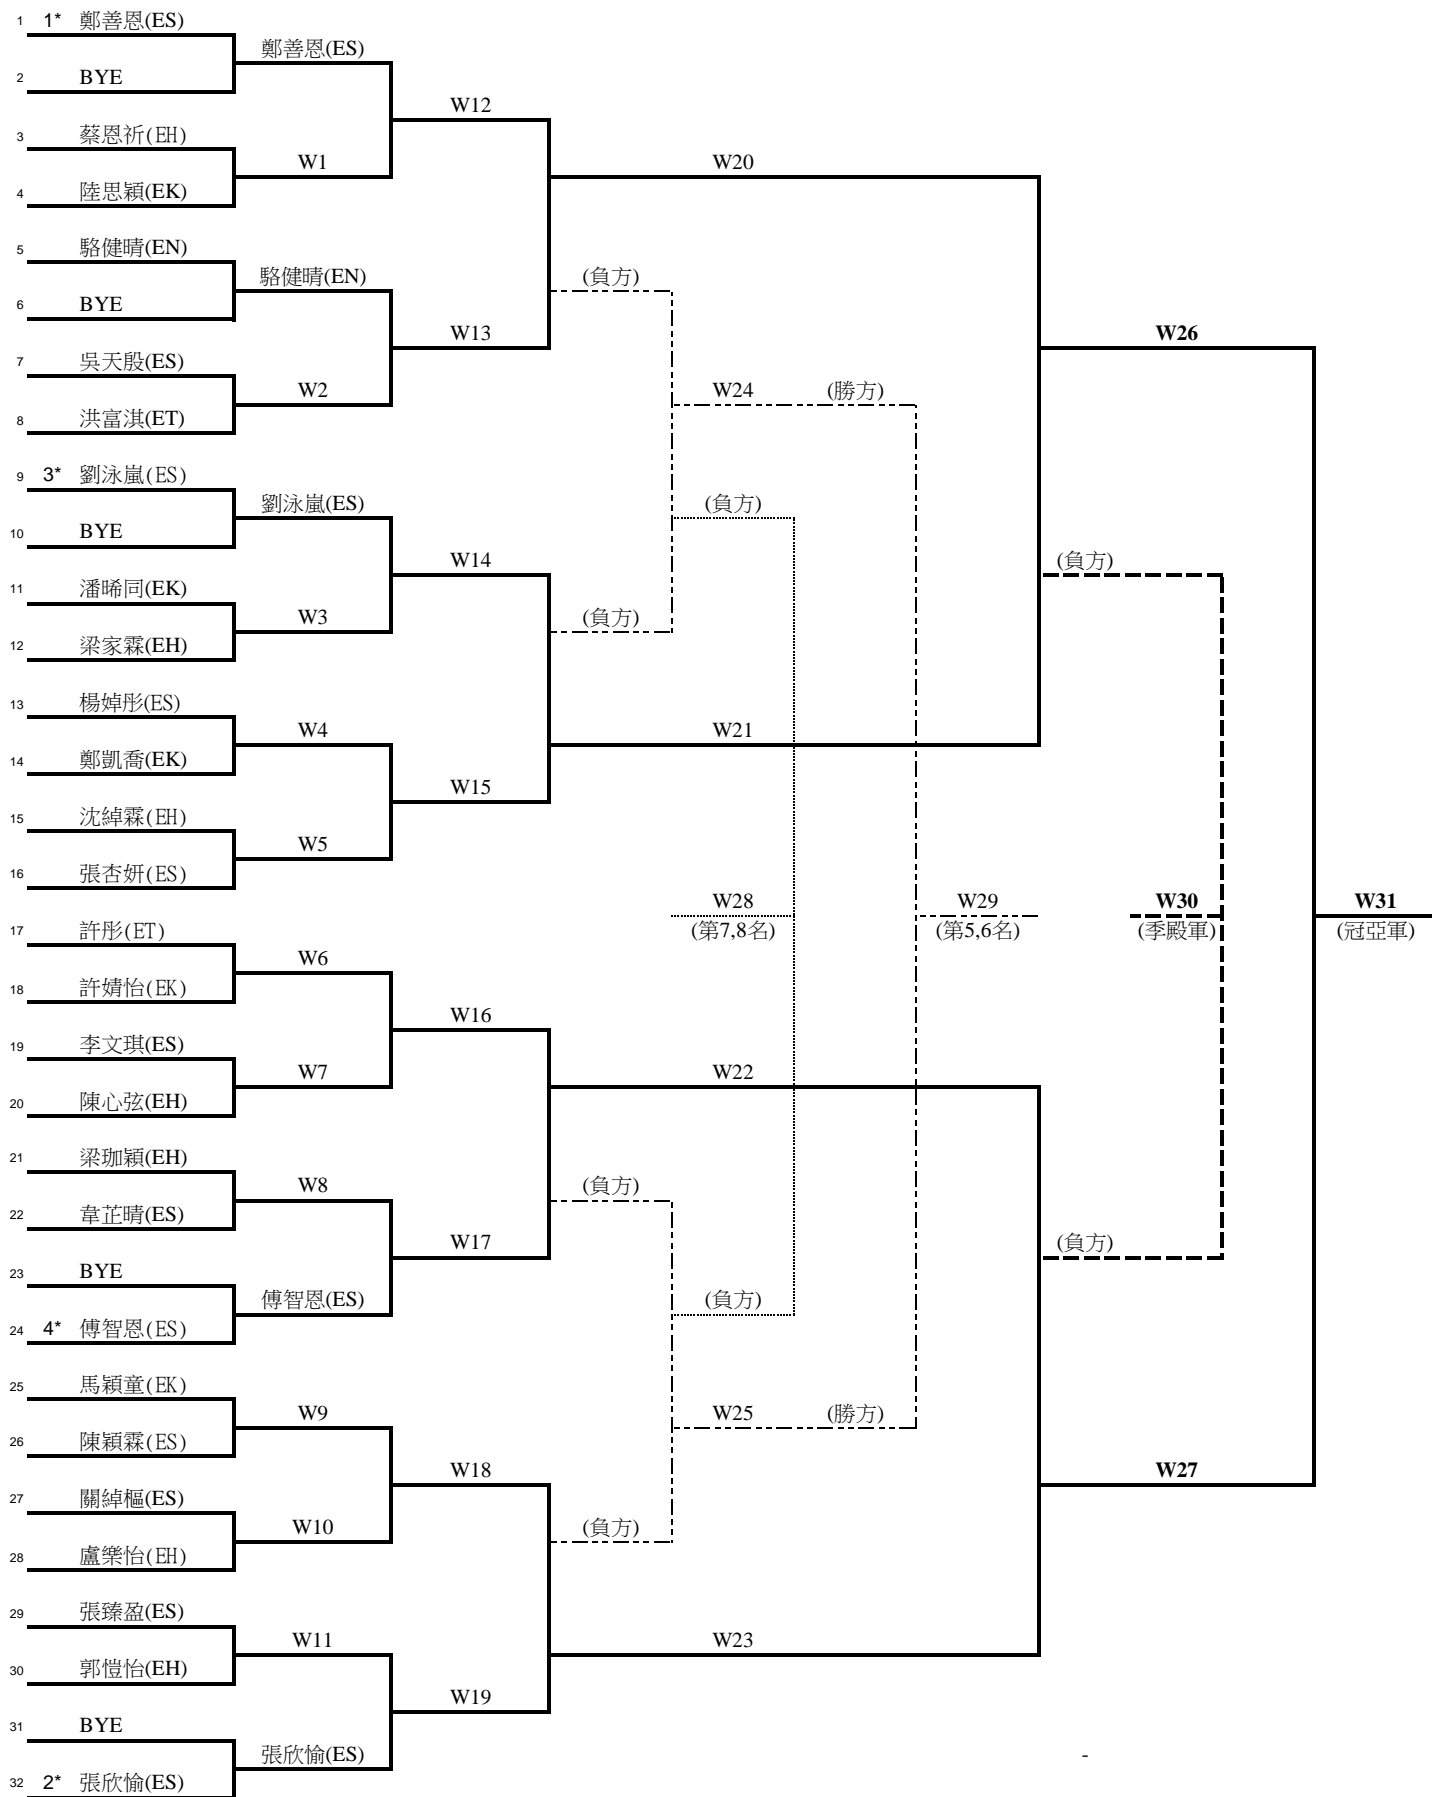 1 1* 鄭善恩(ES)
鄭善恩(ES)
2 BYE
W12
3 蔡恩祈(EH)
W1 W20
4 陸思穎(EK)
5 駱健晴(EN)
駱健晴(EN) (負方)
6 BYE
W13 W26
7 吳天殷(ES)
W2 W24 (勝方)
8 洪富淇(ET)
9 3* 劉泳嵐(ES)
劉泳嵐(ES) (負方)
10 BYE
W14 (負方)
11 潘晞同(EK)
W3 (負方)
12 梁家霖(EH)
13 楊婥彤(ES)
W4 W21
14 鄭凱喬(EK)
W15
15 沈綽霖(EH)
W5
16 張杏妍(ES)
W28 W29 W30 W31
17 許彤(ET) (第7,8名) (第5,6名) (季殿軍) (冠亞軍)
W6
18 許婧怡(EK)
W16
19 李文琪(ES)
W7 W22
20 陳心弦(EH)
21 梁珈穎(EH)
W8 (負方)
22 韋芷晴(ES)
W17 (負方)
23 BYE
傅智恩(ES) (負方)
24 4* 傅智恩(ES)
25 馬穎童(EK)
W9 W25 (勝方)
26 陳穎霖(ES)
W18 W27
27 關綽樞(ES)
W10 (負方)
28 盧樂怡(EH)
29 張臻盈(ES)
W11 W23
30 郭愷怡(EH)
W19
31 BYE
張欣愉(ES) -
32 2* 張欣愉(ES)